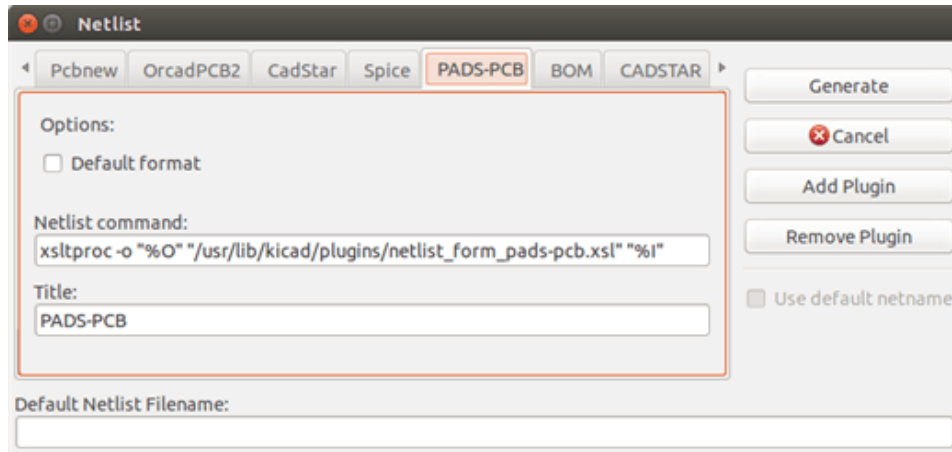 Netlist
Pcbnew OrcadPCB2 CadStar Spice PADS-PCB BOM CADSTAR
Generate
Options:
Cancel
Default format
Add Plugin
Netlist command:
xsltproc -o "%O" "/usr/lib/kicad/plugins/netlist_form_pads-pcb.xsl" "%I"
Remove Plugin
Title:
Use default netname
PADS-PCB
Default Netlist Filename: